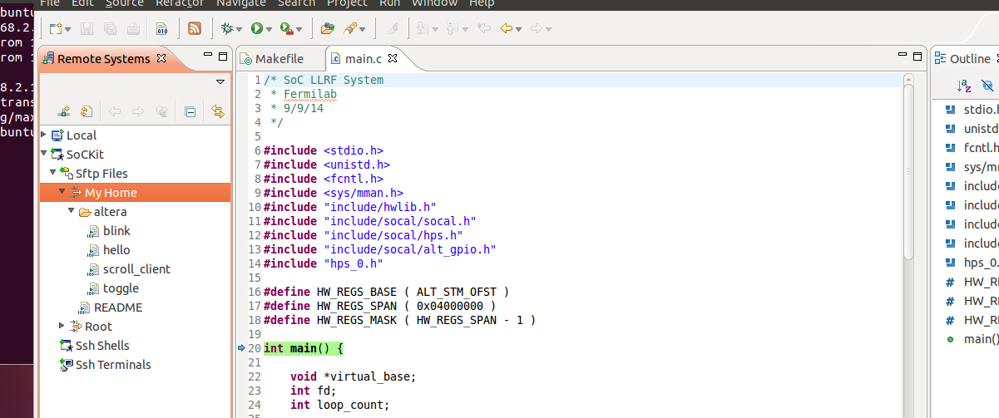 File Edit Source Refactor Navigate Search Project Run Window Help
buntu
68.2.
rom 1
rom 1
8.2.1
trans
g/max
buntu
Remote Systems
Local
SoCKit
Sftp Files
My Home
altera
blink
hello
scroll_client
toggle
README
Root
Ssh Shells
Ssh Terminals
Makefile
main.c
1 /* SoC LLRF System
2 * Fermilab
3 * 9/9/14
4 */
5
6 #include <stdio.h>
7 #include <unistd.h>
8 #include <fcntl.h>
9 #include <sys/mman.h>
10 #include "include/hwlib.h"
11 #include "include/socal/socal.h"
12 #include "include/socal/hps.h"
13 #include "include/socal/alt_gpio.h"
14 #include "hps_0.h"
15
16 #define HW_REGS_BASE ( ALT_STM_OFST )
17 #define HW_REGS_SPAN ( 0x04000000 )
18 #define HW_REGS_MASK ( HW_REGS_SPAN - 1 )
19
20 int main() {
21
22 void *virtual_base;
23 int fd;
24 int loop_count;
Outline
stdio.h
unistd
fcntl.h
sys/mm
include
include
include
include
hps_0.
HW_RE
HW_RE
HW_RE
main()